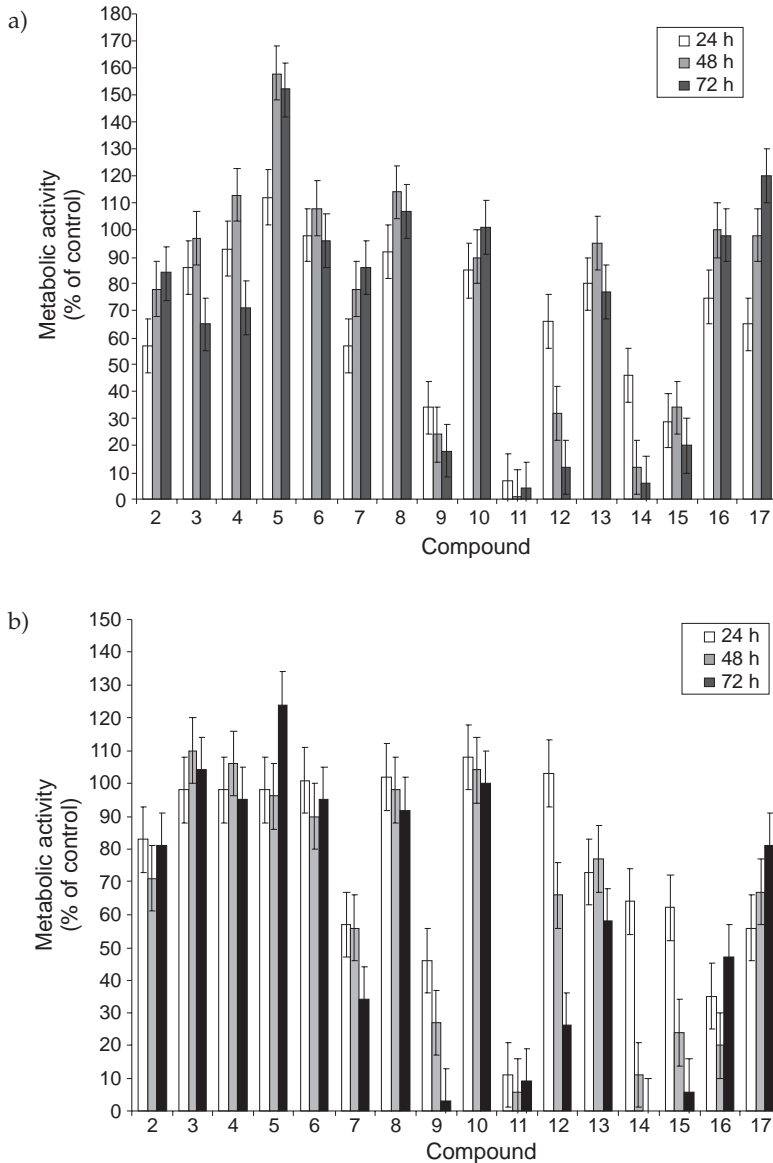 a)
180
170
160
150
140
130
120
110
100
90
80
70
60
50
40
30
20
10
0
Metabolic activity
(% of control)
24 h
48 h
72 h
2 3 4 5 6 7 8 9 10 11 12 13 14 15 16 17
Compound
b)
150
140
130
120
110
100
90
80
70
60
50
40
30
20
10
0
Metabolic activity
(% of control)
24 h
48 h
72 h
2 3 4 5 6 7 8 9 10 11 12 13 14 15 16 17
Compound